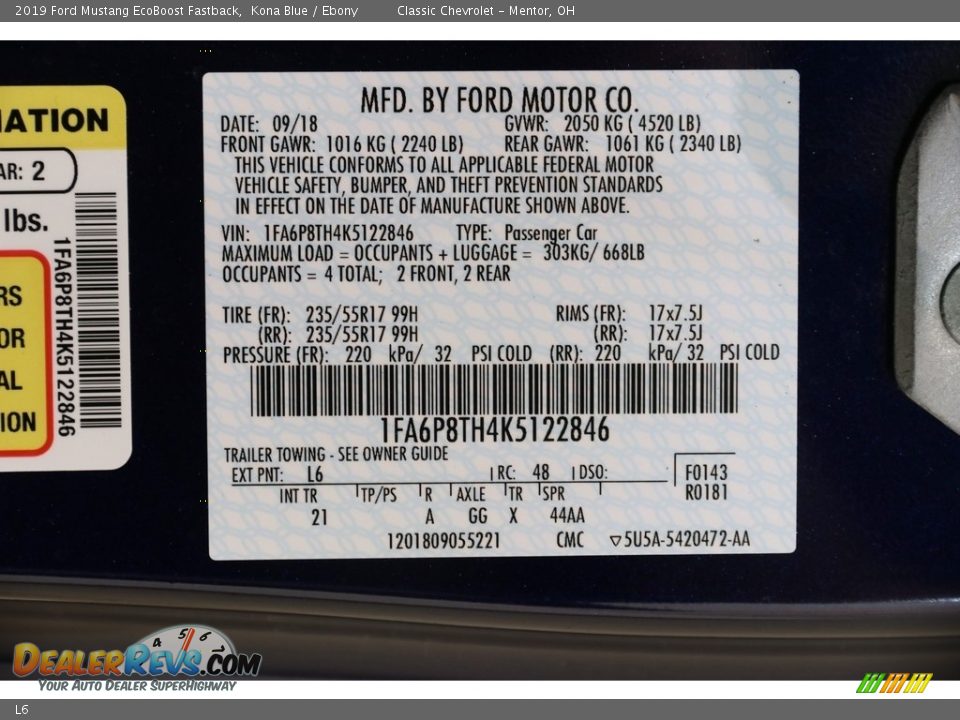 2019 Ford Mustang EcoBoost Fastback, Kona Blue / Ebony Classic Chevrolet - Mentor, OH
MATION
AR: 2
lbs.
RS
OR
AL
ION
1FA6P8TH4K5122846
MFD. BY FORD MOTOR CO.
DATE: 09/18 GVWR: 2050 KG ( 4520 LB)
FRONT GAWR: 1016 KG ( 2240 LB) REAR GAWR: 1061 KG ( 2340 LB)
THIS VEHICLE CONFORMS TO ALL APPLICABLE FEDERAL MOTOR
VEHICLE SAFETY, BUMPER, AND THEFT PREVENTION STANDARDS
IN EFFECT ON THE DATE OF MANUFACTURE SHOWN ABOVE.
VIN: 1FA6P8TH4K5122846 TYPE: Passenger Car
MAXIMUM LOAD = OCCUPANTS + LUGGAGE = 303KG/ 668LB
OCCUPANTS = 4 TOTAL; 2 FRONT, 2 REAR
TIRE (FR): 235/55R17 99H RIMS (FR): 17x7.5J
(RR): 235/55R17 99H (RR): 17x7.5J
PRESSURE (FR): 220 kPa/ 32 PSI COLD (RR): 220 kPa/ 32 PSI COLD
1FA6P8TH4K5122846
TRAILER TOWING - SEE OWNER GUIDE
EXT PNT: L6 RC: 48 DSO: F0143
R0181
INT TR TP/PS R AXLE TR SPR
21 A GG X 44AA
1201809055221 CMC ▽5U5A-5420472-AA
4 5 6
DEALERREVS.COM
YOUR AUTO DEALER SUPERHIGHWAY
L6